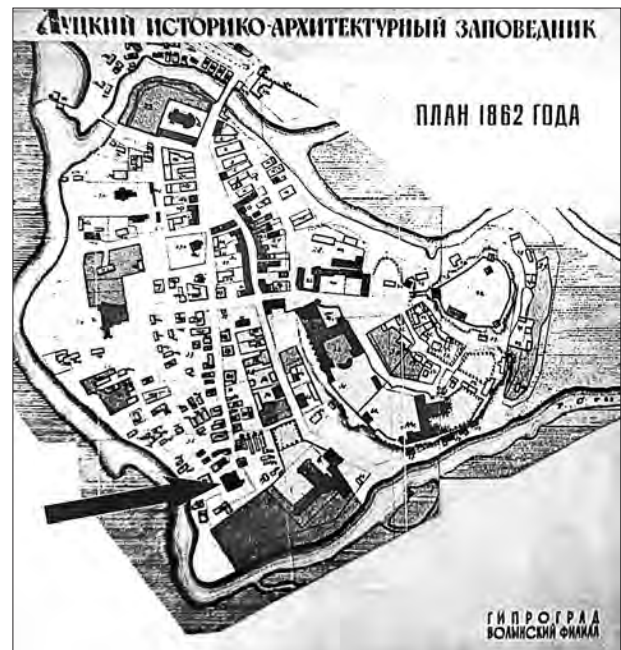 ЛУЦКИЙ ИСТОРИКО-АРХИТЕКТУРНЫЙ ЗАПОВЕДНИК
ПЛАН 1862 ГОДА
ГИПРОГРАД
ВОЛЫНСКИЙ ФИЛИАЛ